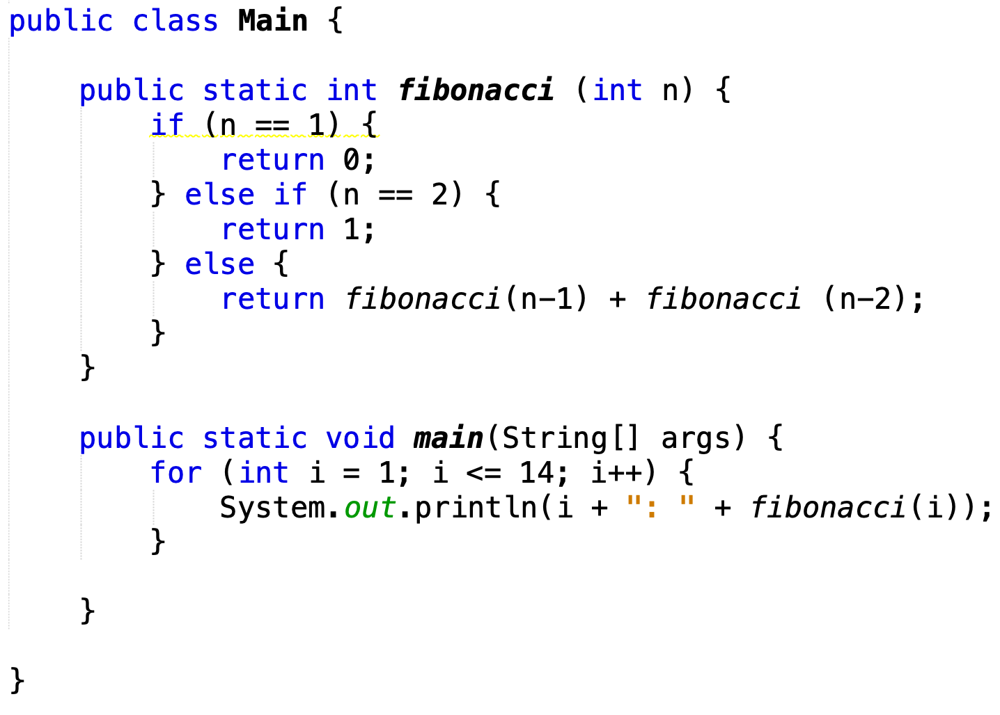 public class Main {
public static int fibonacci (int n) {
if (n == 1) {
return 0;
} else if (n == 2) {
return 1;
} else {
return fibonacci(n-1) + fibonacci (n-2);
}
}
public static void main(String[] args) {
for (int i = 1; i <= 14; i++) {
System.out.println(i + ": " + fibonacci(i));
}
}
}